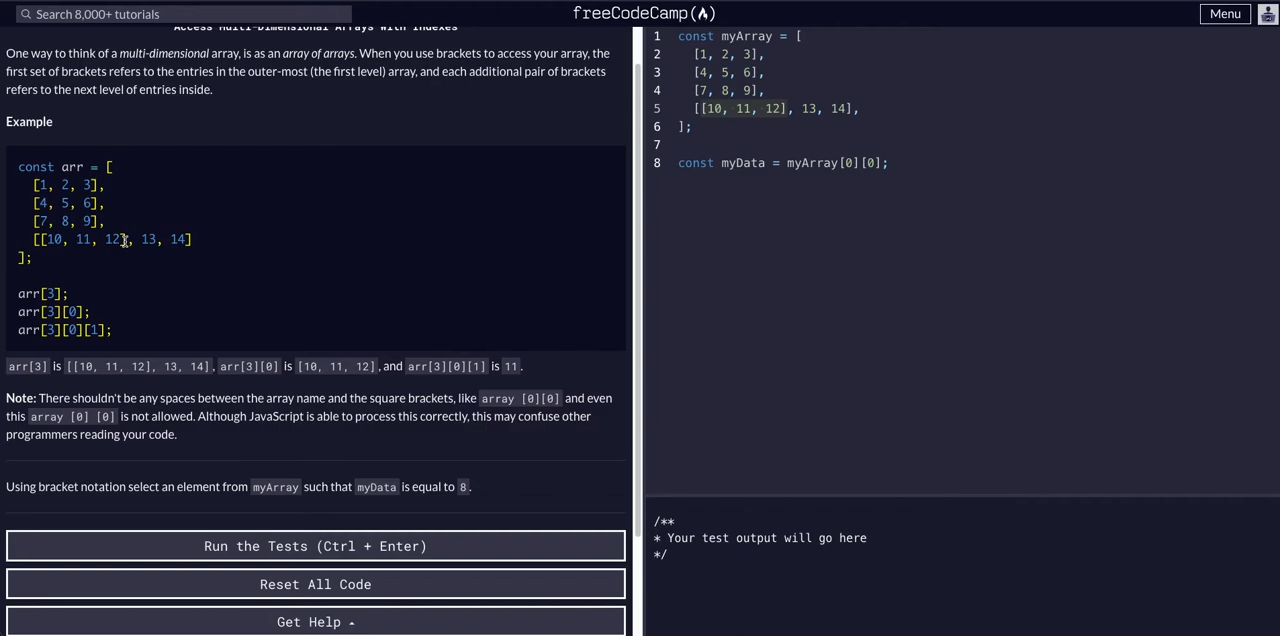 Search 8,000+ tutorials
freeCodeCamp
Menu
Access Multi-Dimensional Arrays With Indexes
One way to think of a multi-dimensional array, is as an array of arrays. When you use brackets to access your array, the
first set of brackets refers to the entries in the outer-most (the first level) array, and each additional pair of brackets
refers to the next level of entries inside.
Example
const arr = [
[1, 2, 3],
[4, 5, 6],
[7, 8, 9],
[[10, 11, 12], 13, 14]
];
arr[3];
arr[3][0];
arr[3][0][1];
arr[3] is [[10, 11, 12], 13, 14], arr[3][0] is [10, 11, 12], and arr[3][0][1] is 11.
Note: There shouldn't be any spaces between the array name and the square brackets, like array [0][0] and even
this array [0] [0] is not allowed. Although JavaScript is able to process this correctly, this may confuse other
programmers reading your code.
Using bracket notation select an element from myArray such that myData is equal to 8.
Run the Tests (Ctrl + Enter)
Reset All Code
Get Help
1 const myArray = [
2 [1, 2, 3],
3 [4, 5, 6],
4 [7, 8, 9],
5 [[10, 11, 12], 13, 14],
6 ];
7
8 const myData = myArray[0][0];
/**
* Your test output will go here
*/